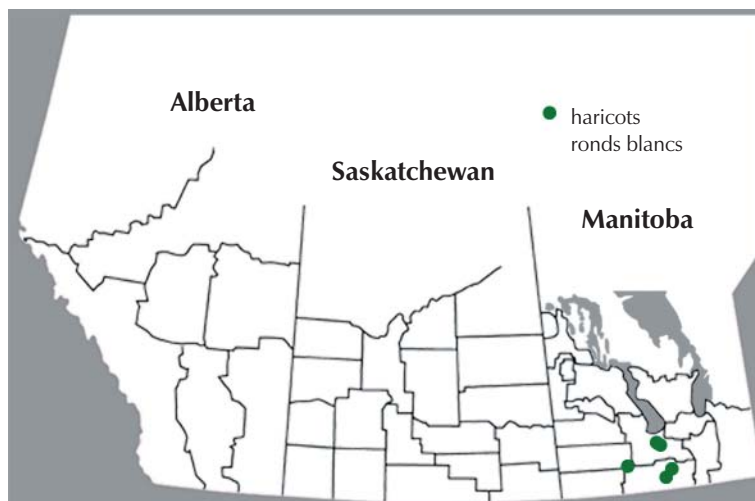 Alberta
haricots
ronds blancs
Saskatchewan
Manitoba